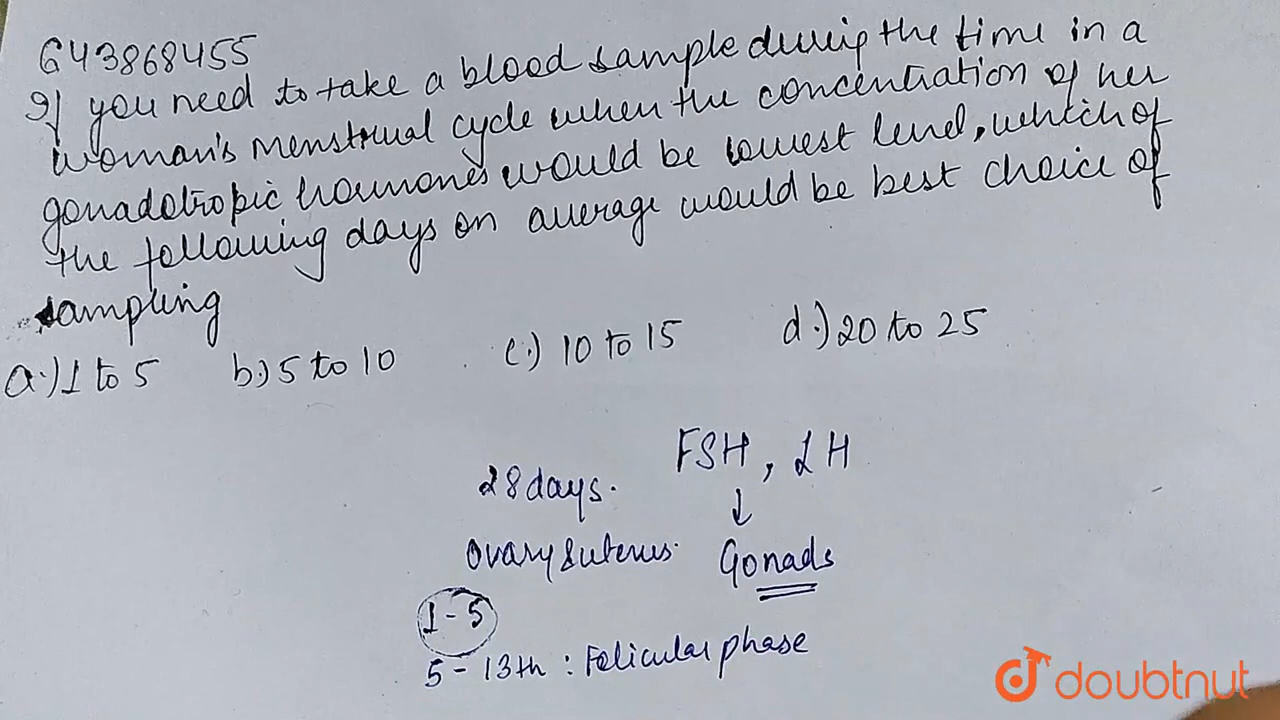 643868455
If you need to take a blood sample during the time in a
woman's menstrual cycle when the concentration of her
gonadotropic hormones would be lowest level, which of
the following days on average would be best choice of
sampling
a.) 1 to 5 b.) 5 to 10 c.) 10 to 15 d.) 20 to 25
FSH, LH
28 days.
↓
Ovary & uterus. Gonads
1-5
5-13th : Folicular phase
doubtnut